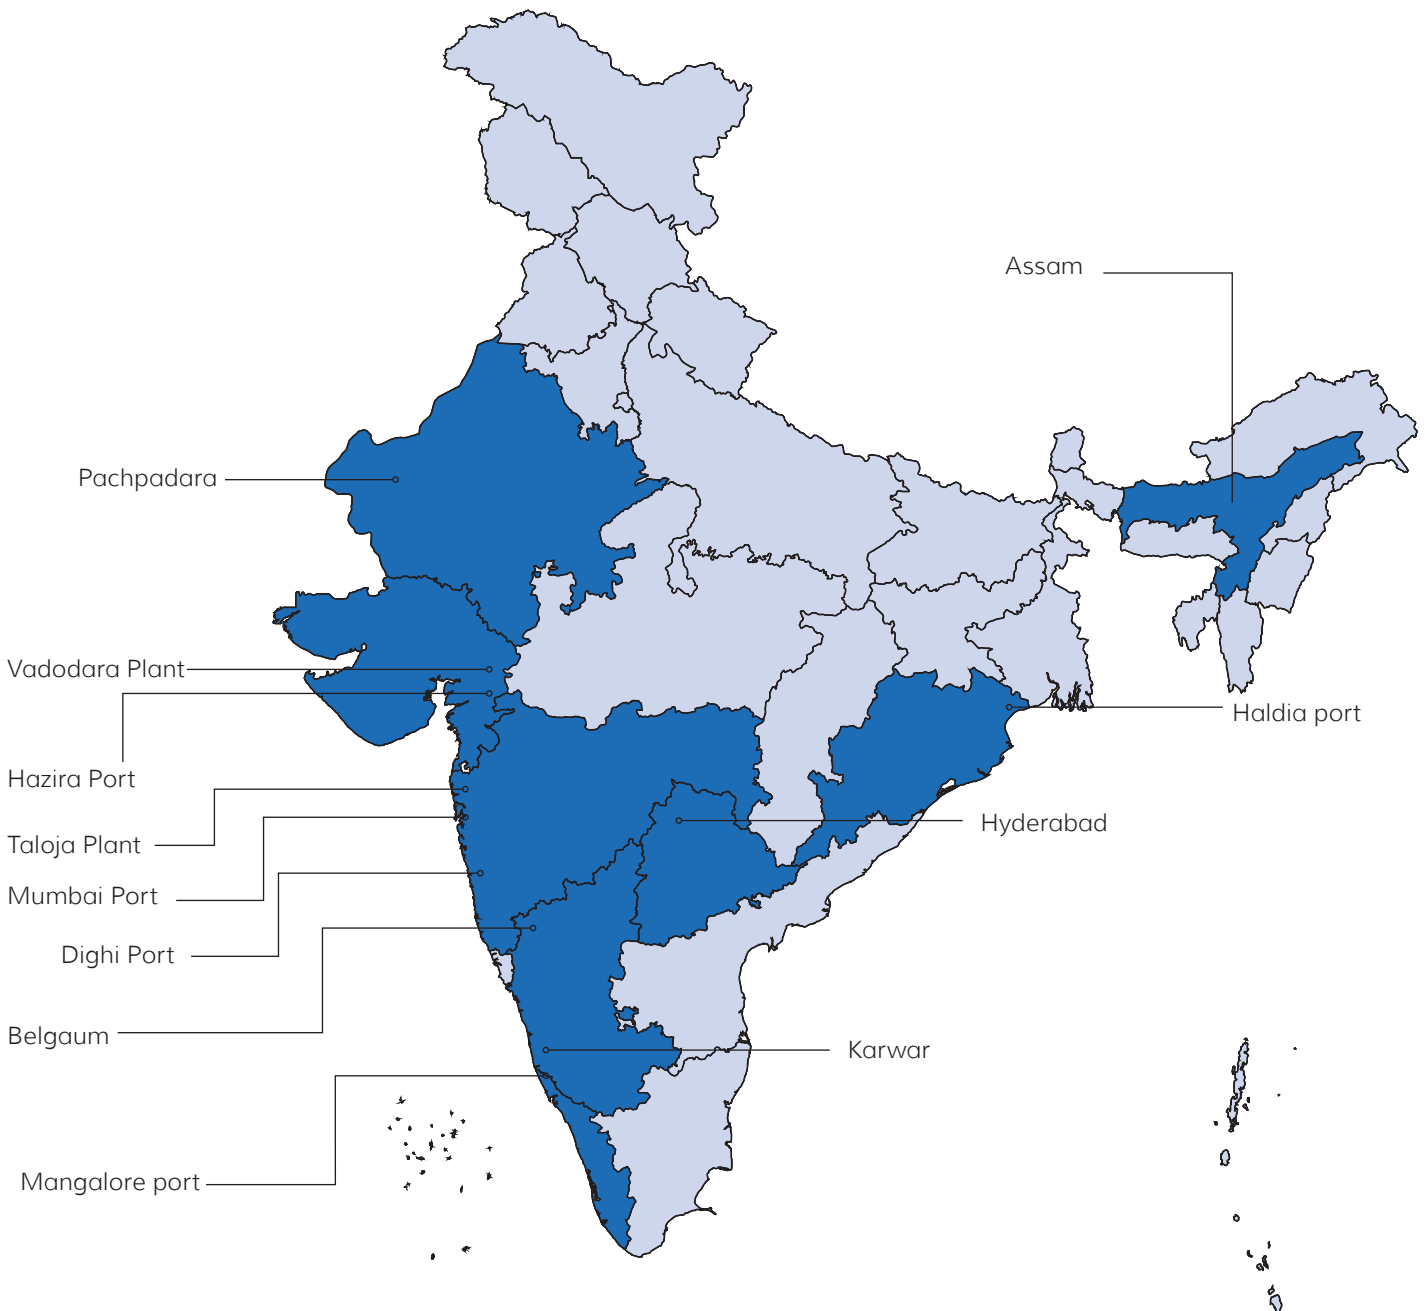 Assam
Pachpadara
Vadodara Plant
Haldia port
Hazira Port
Hyderabad
Taloja Plant
Mumbai Port
Dighi Port
Belgaum
Karwar
Mangalore port